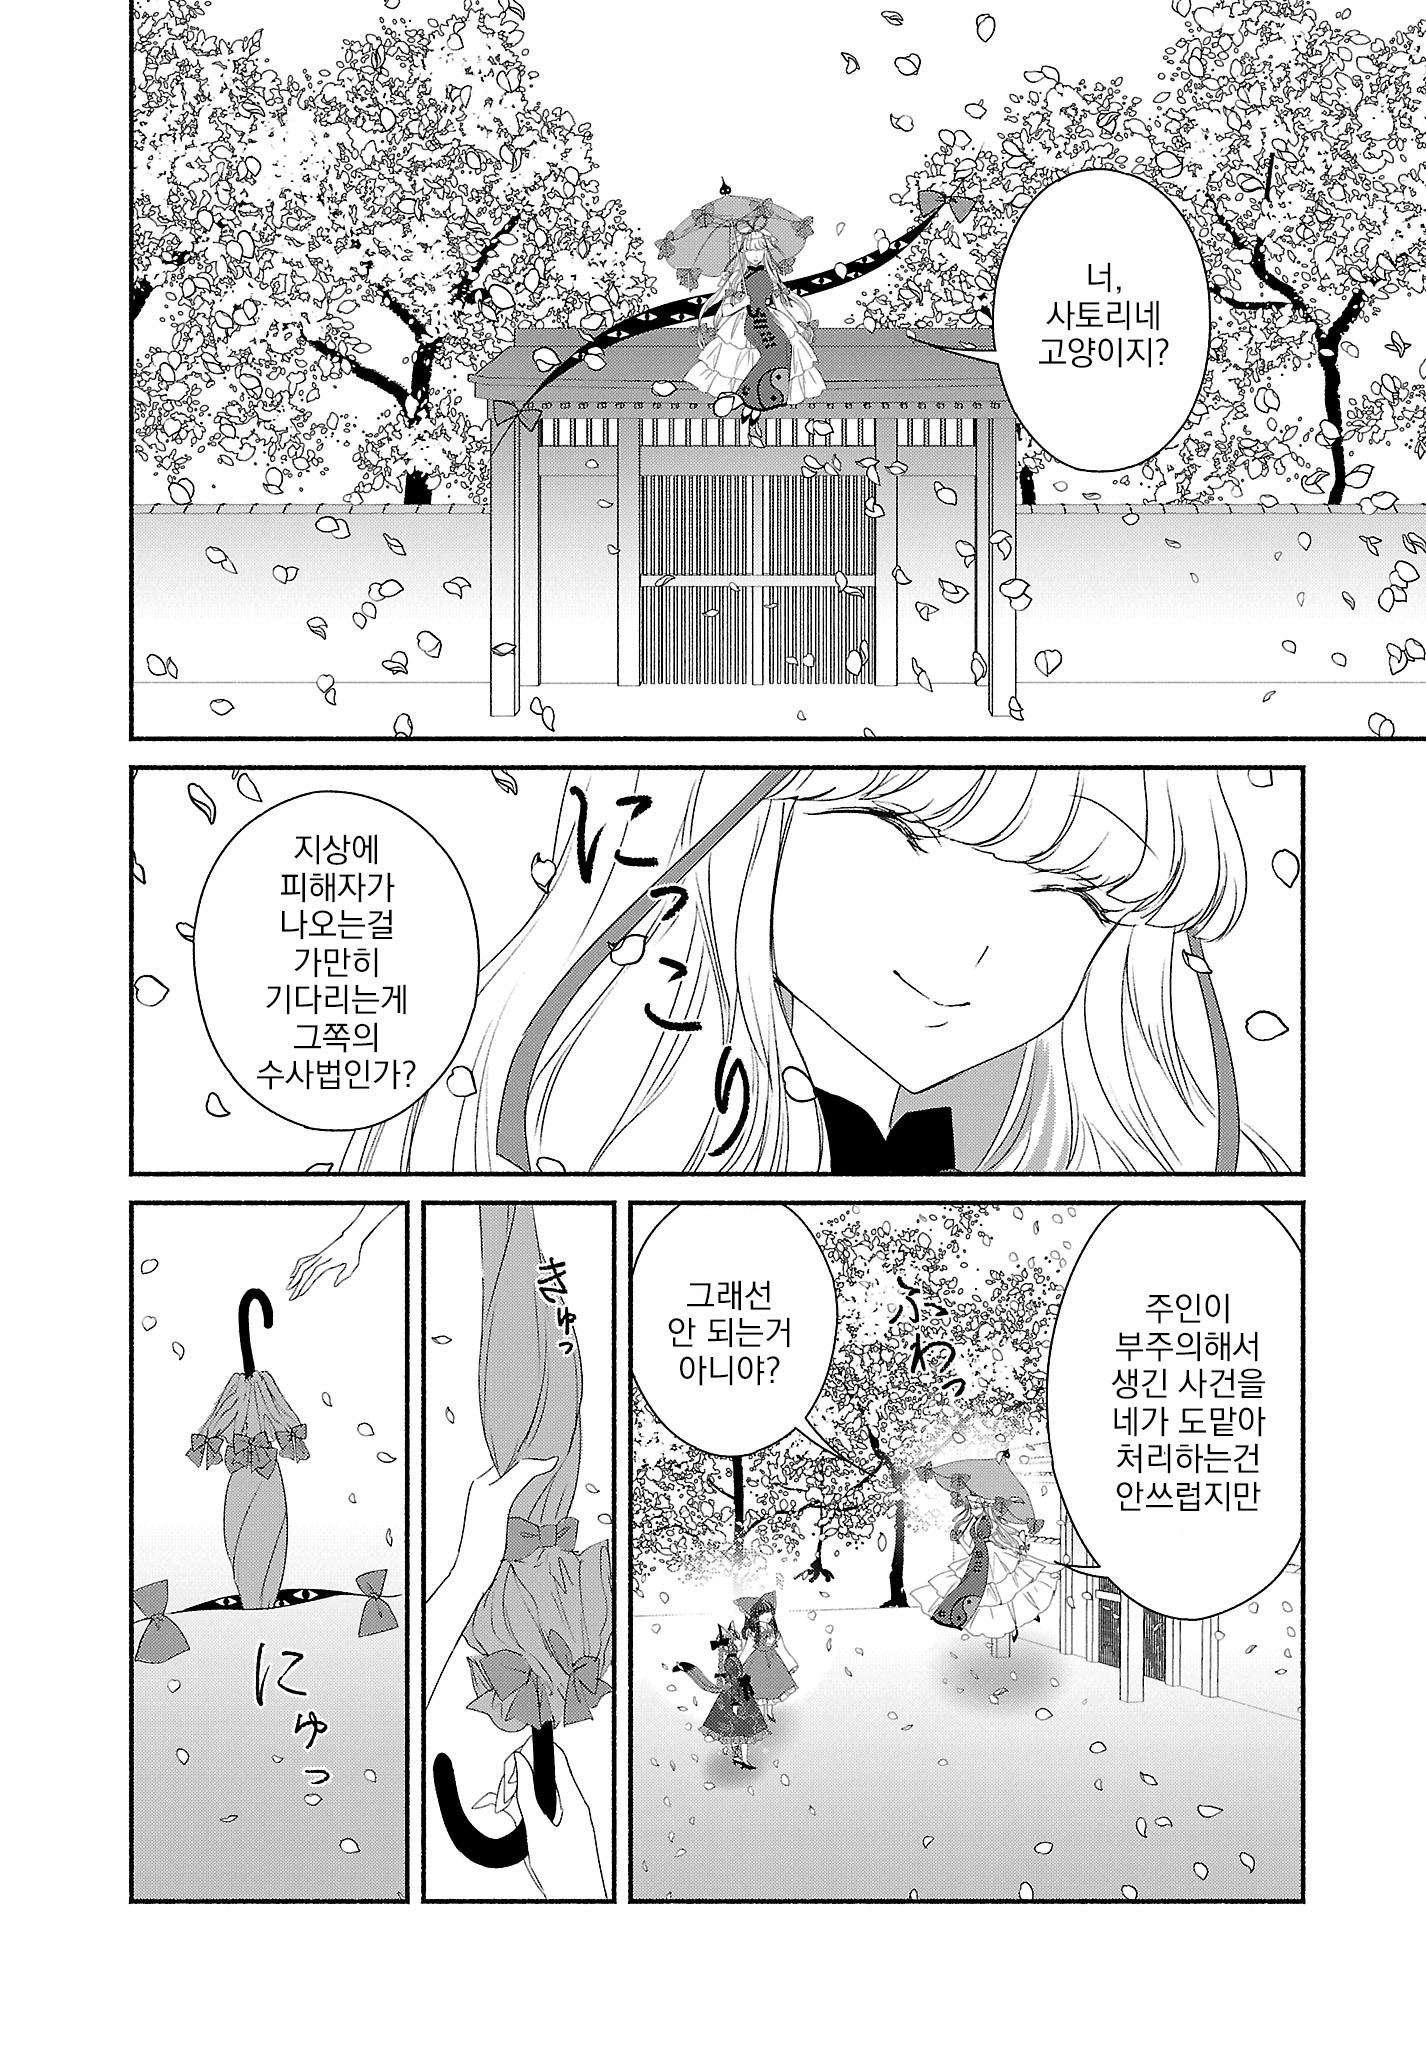 너,
사토리네
고양이지?
にっこり
지상에
피해자가
나오는걸
가만히
기다리는게
그쪽의
수사법인가?
주인이
부주의해서
생긴 사건을
네가 도맡아
처리하는건
안쓰럽지만
ふわっ
그래선
안 되는거
아니야?
きゅっ
にゅっ